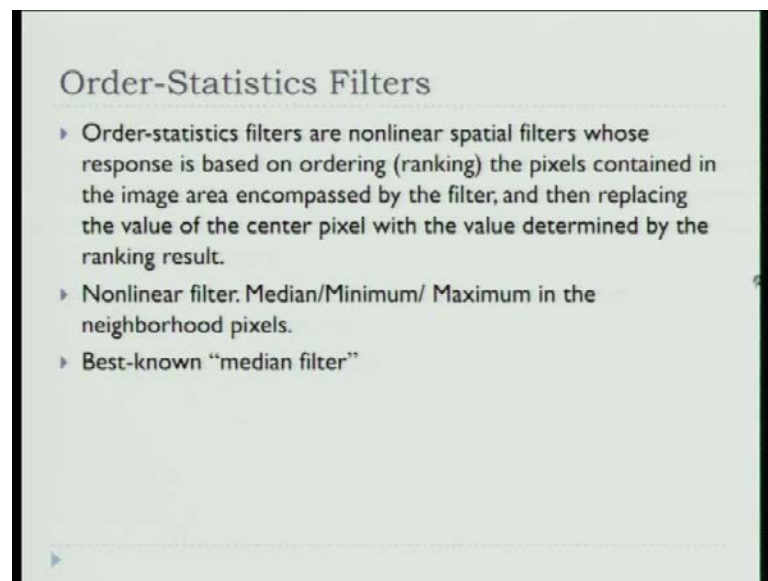 Order-Statistics Filters
Order-statistics filters are nonlinear spatial filters whose
response is based on ordering (ranking) the pixels contained in
the image area encompassed by the filter, and then replacing
the value of the center pixel with the value determined by the
ranking result.
Nonlinear filter. Median/Minimum/ Maximum in the
neighborhood pixels.
Best-known “median filter”